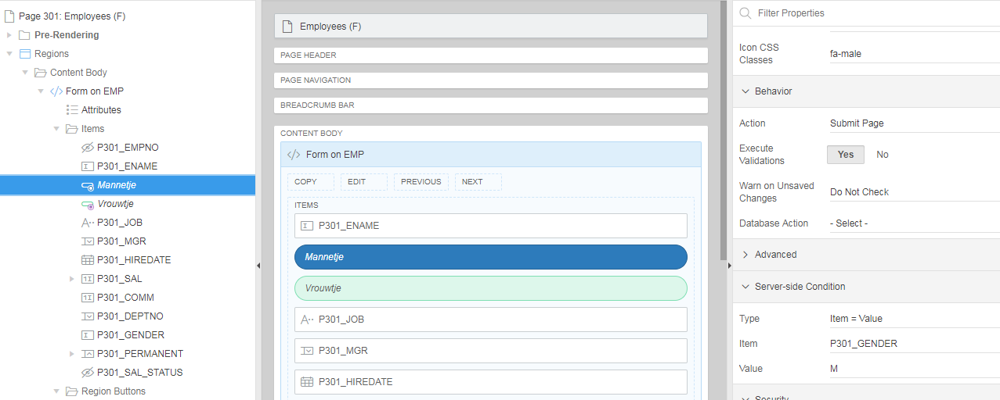 Page 301: Employees (F)
Pre-Rendering
Regions
Content Body
Form on EMP
Attributes
Items
P301_EMPNO
P301_ENAME
Mannetje
Vrouwtje
P301_JOB
P301_MGR
P301_HIREDATE
P301_SAL
P301_COMM
P301_DEPTNO
P301_GENDER
P301_PERMANENT
P301_SAL_STATUS
Region Buttons
Employees (F)
PAGE HEADER
PAGE NAVIGATION
BREADCRUMB BAR
CONTENT BODY
Form on EMP
COPY EDIT PREVIOUS NEXT
ITEMS
P301_ENAME
Mannetje
Vrouwtje
P301_JOB
P301_MGR
P301_HIREDATE
Filter Properties
Icon CSS
Classes
fa-male
Behavior
Action Submit Page
Execute
Validations
Yes No
Warn on Unsaved
Changes
Do Not Check
Database Action - Select -
Advanced
Server-side Condition
Type Item = Value
Item P301_GENDER
Value M
Security